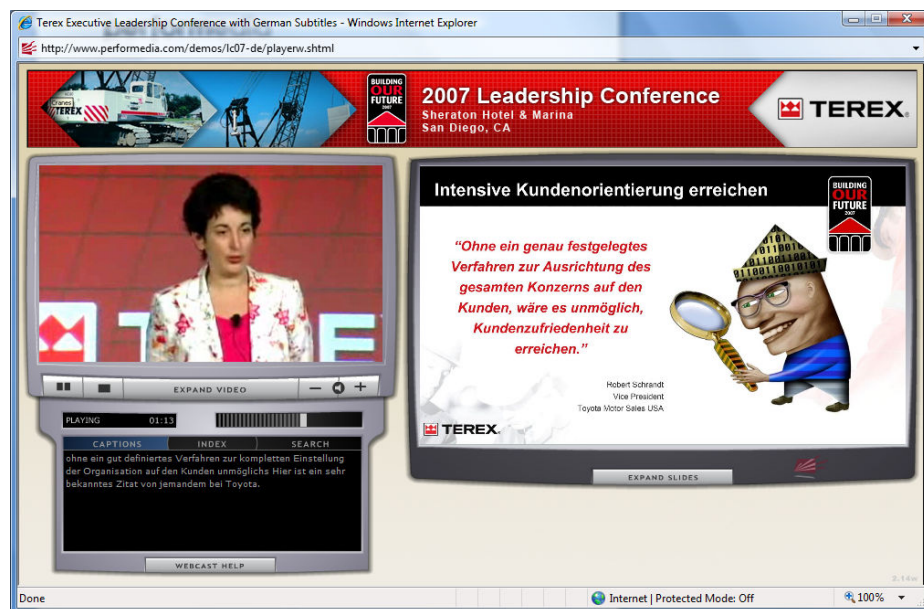 Terex Executive Leadership Conference with German Subtitles - Windows Internet Explorer
http://www.performedia.com/demos/lc07-de/playerw.shtml
Cranes
TEREX
BUILDING
OUR
FUTURE
2007
2007 Leadership Conference
Sheraton Hotel & Marina
San Diego, CA
TEREX.
Intensive Kundenorientierung erreichen
BUILDING
OUR
FUTURE
2007
“Ohne ein genau festgelegtes
Verfahren zur Ausrichtung des
gesamten Konzerns auf den
Kunden, wäre es unmöglich,
Kundenzufriedenheit zu
erreichen.”
Robert Schrandt
Vice President
Toyota Motor Sales USA
TEREX.
EXPAND VIDEO
PLAYING 01:13
CAPTIONS INDEX SEARCH
ohne ein gut definiertes Verfahren zur kompletten Einstellung
der Organisation auf den Kunden unmöglichs Hier ist ein sehr
bekanntes Zitat von jemandem bei Toyota.
EXPAND SLIDES
WEBCAST HELP
2.14w
Done
Internet | Protected Mode: Off
100%